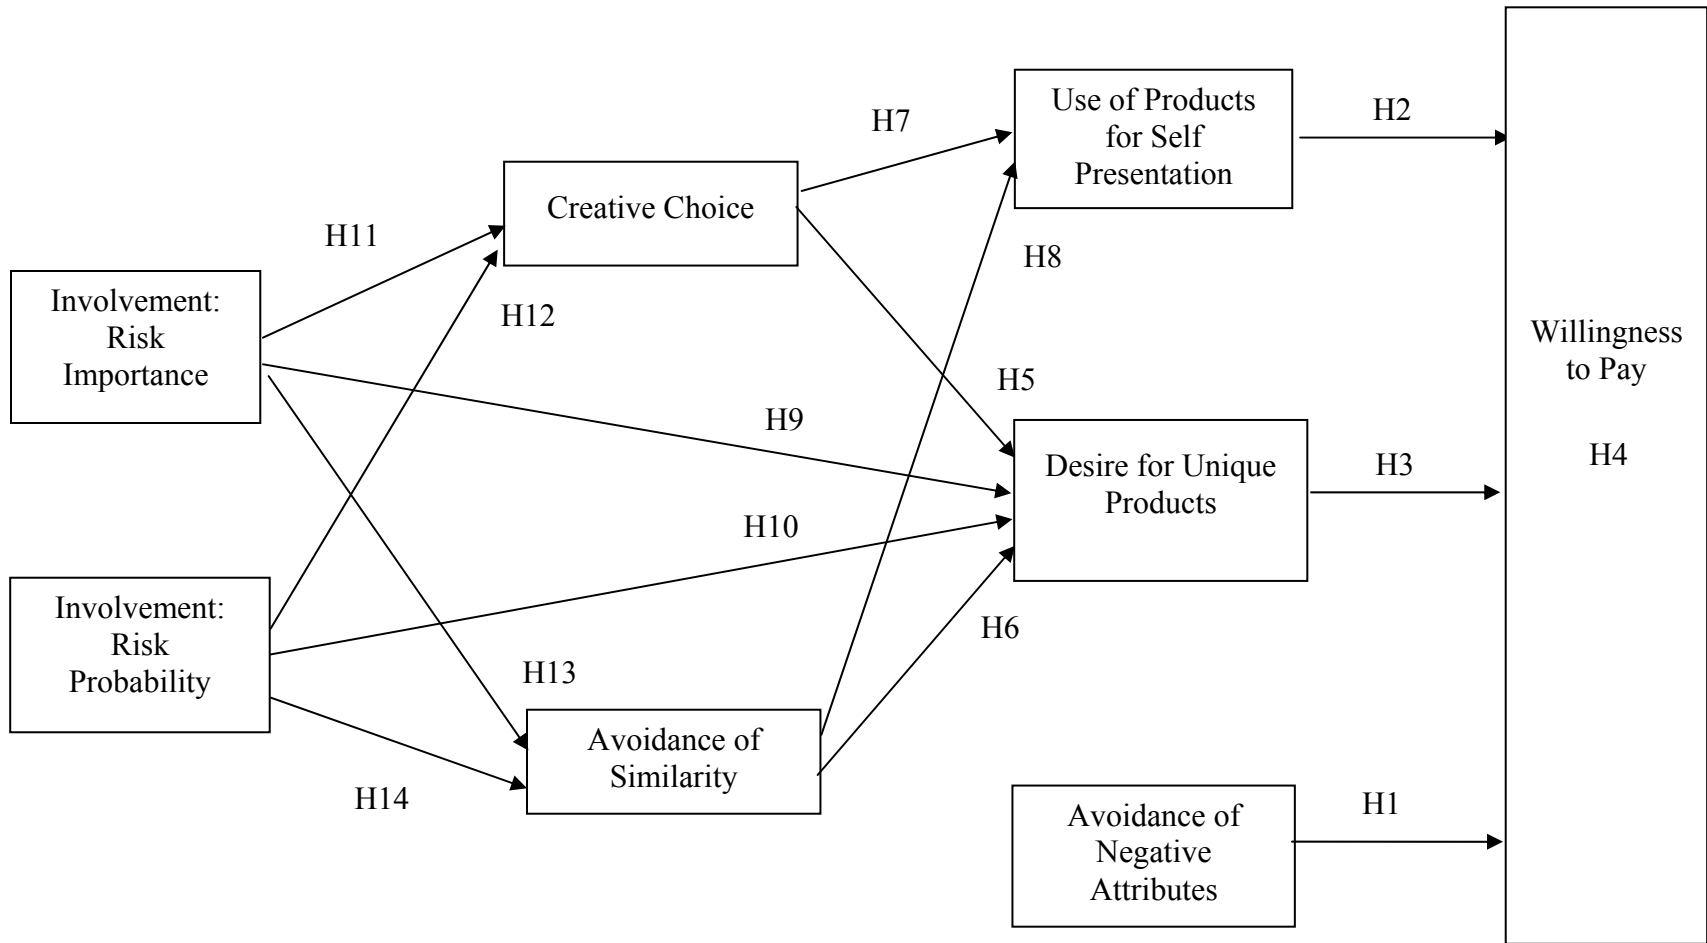 Use of Products
for Self
Presentation
H2
H7
Creative Choice
H11
H8
Involvement:
Risk
Importance
H12
Willingness
to Pay
H5
H9
Desire for Unique
Products
H3
H4
H10
Involvement:
Risk
Probability
H6
H13
Avoidance of
Similarity
H14
Avoidance of
Negative
Attributes
H1